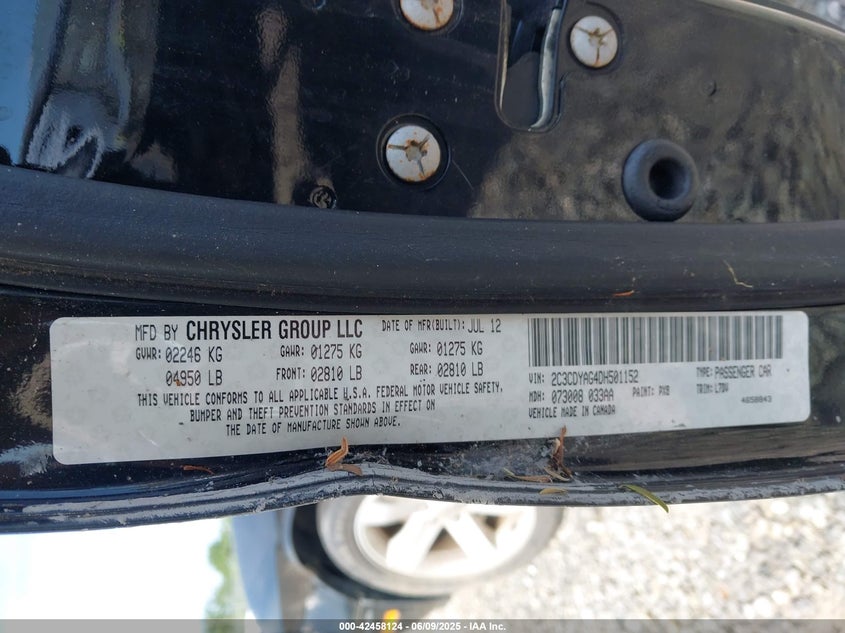 MFD BY CHRYSLER GROUP LLC DATE OF MFR(BUILT): JUL 12
GVWR: 02246 KG GAWR: 01275 KG GAWR: 01275 KG
04950 LB FRONT: 02810 LB REAR: 02810 LB
THIS VEHICLE CONFORMS TO ALL APPLICABLE U.S.A. FEDERAL MOTOR VEHICLE SAFETY,
BUMPER AND THEFT PREVENTION STANDARDS IN EFFECT ON
THE DATE OF MANUFACTURE SHOWN ABOVE.
VIN: 2C3CDYAG4DH501152 TYPE: PASSENGER CAR
MDH: 073008 033AA PAINT: PX8 TRIM: L7DV
VEHICLE MADE IN CANADA 4658843
000-42458124 - 06/09/2025 - IAA Inc.